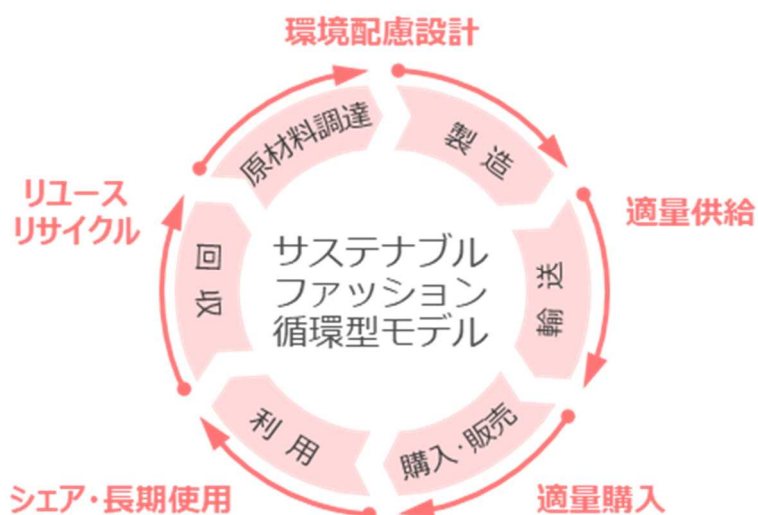 環境配慮設計
原材料調達
製造
リユース
リサイクル
適量供給
回収
サステナブル
ファッション
循環型モデル
輸送
利用
購入・販売
シェア・長期使用
適量購入